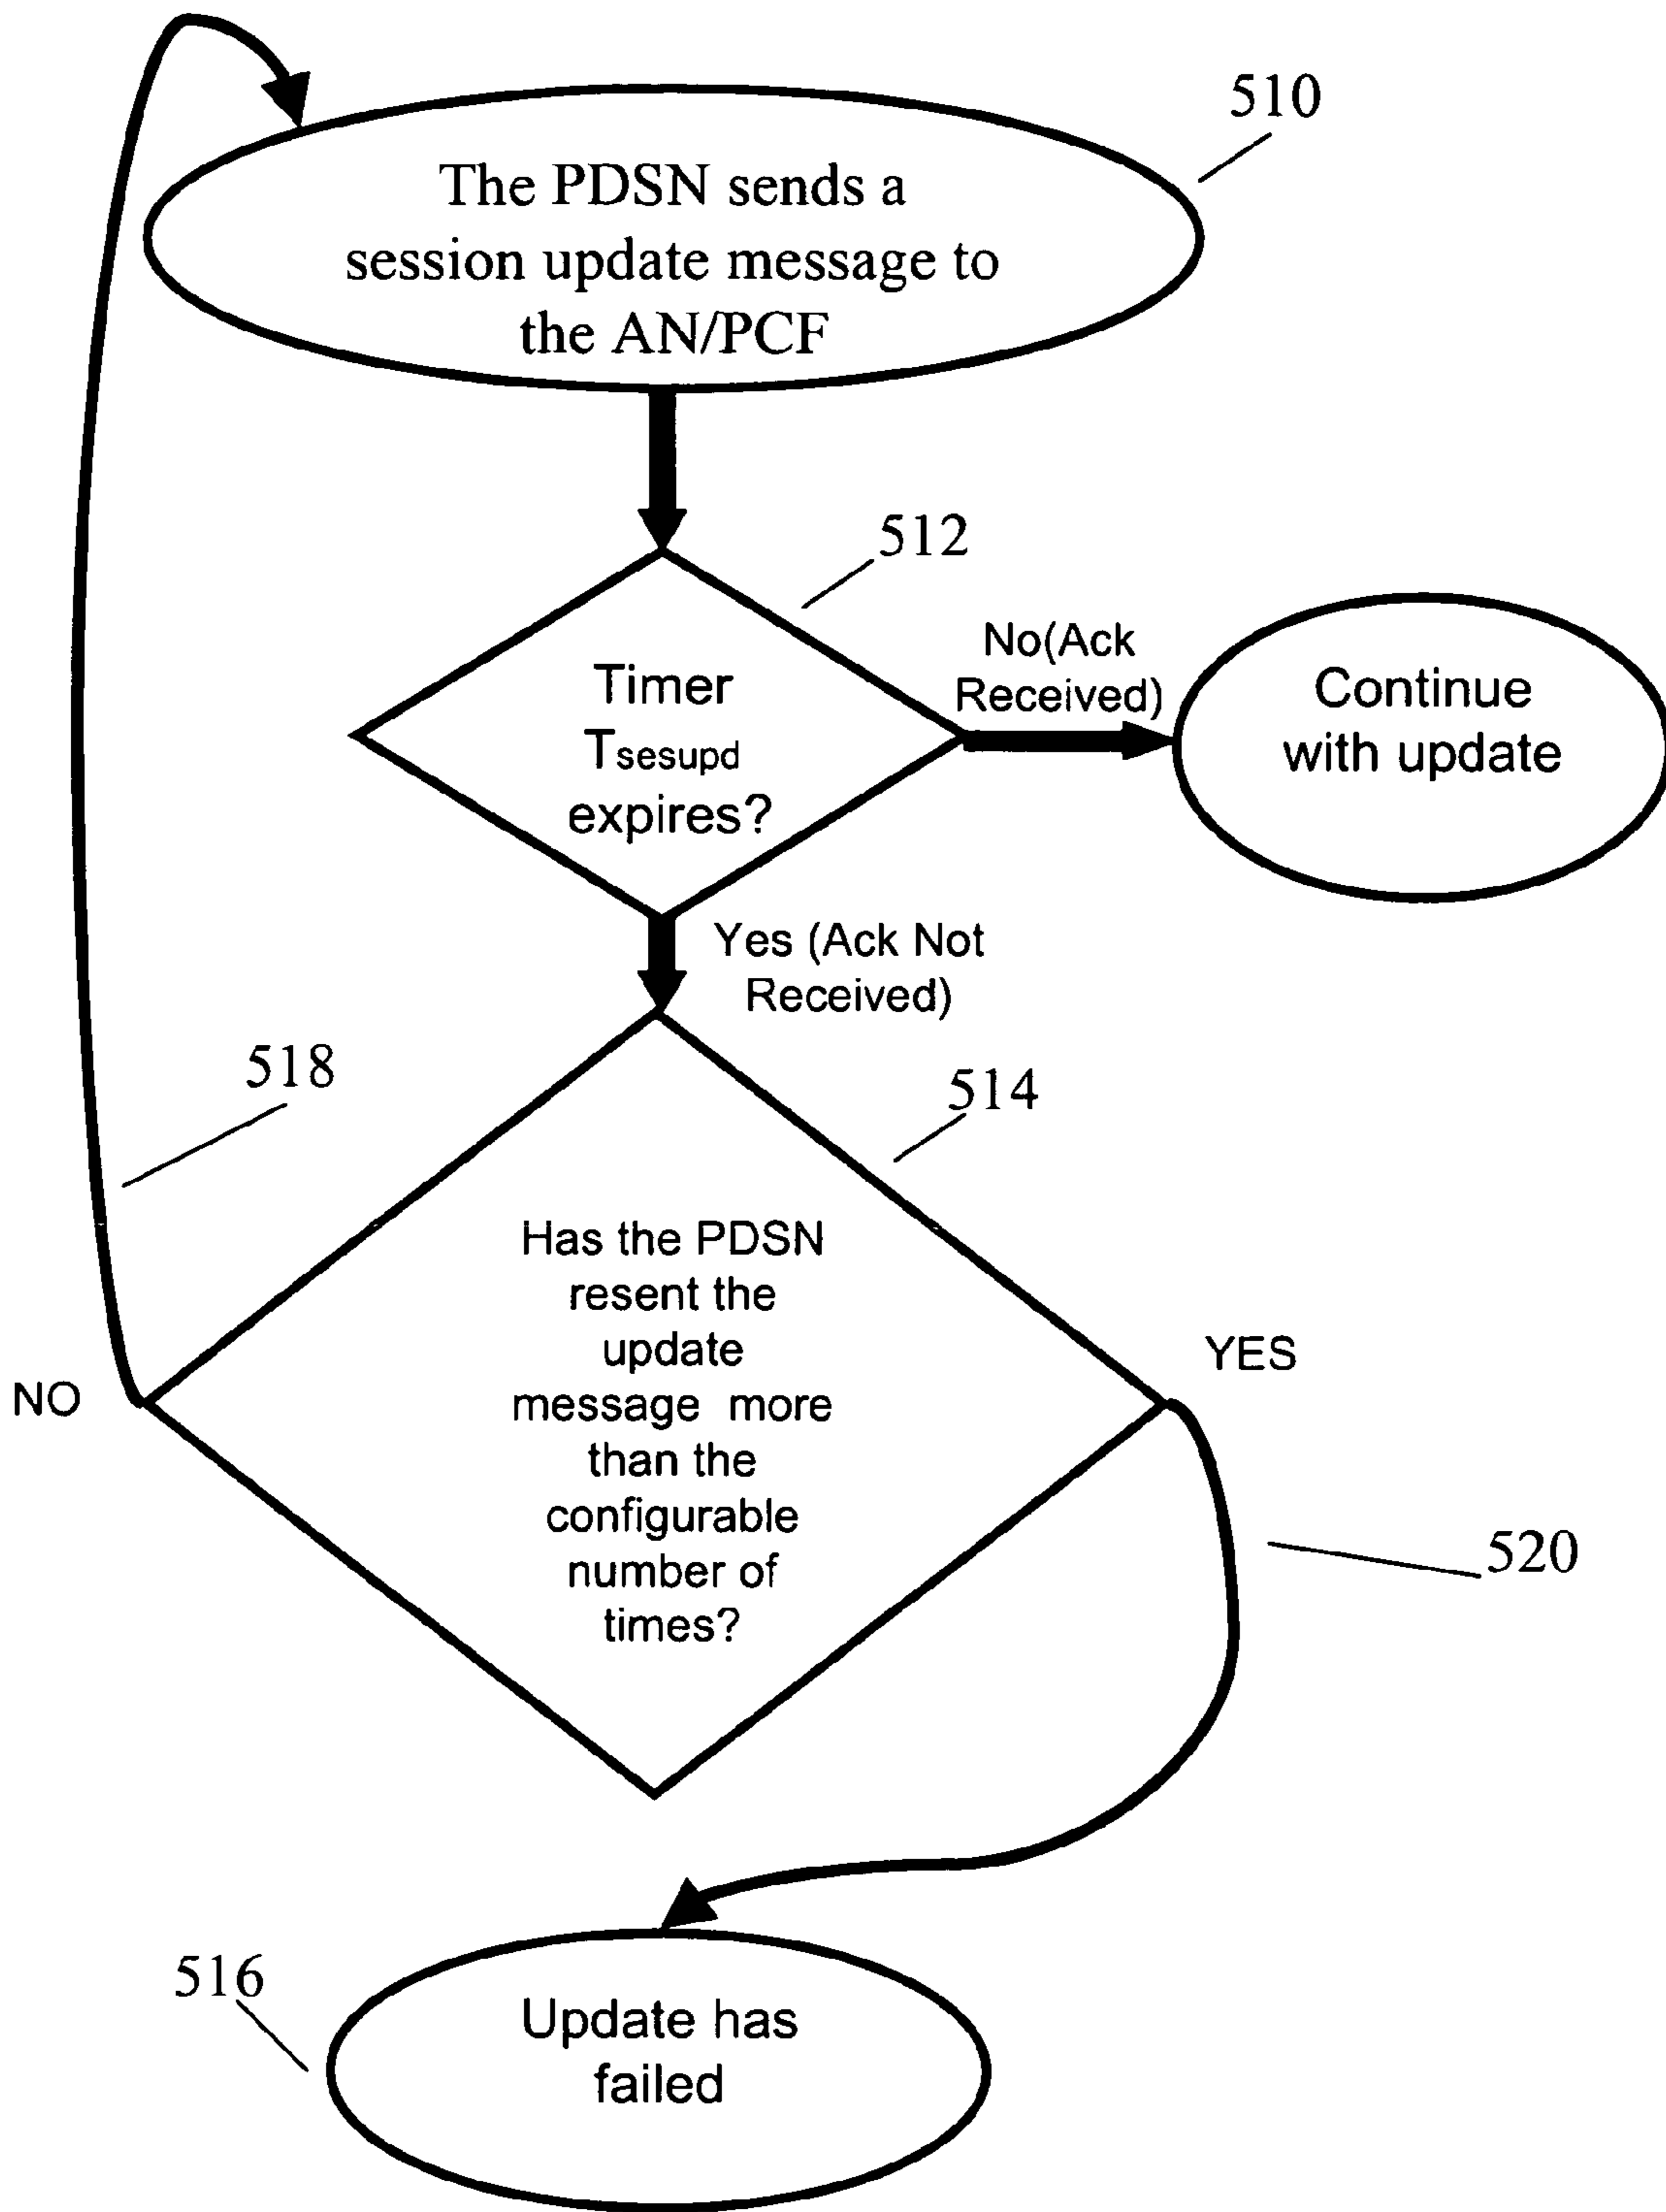 510
The PDSN sends a
session update message to
the AN/PCF
512
No(Ack
Received)
Timer
Tsesupd
expires?
Continue
with update
Yes (Ack Not
Received)
518
514
Has the PDSN
resent the
update
message more
than the
configurable
number of
times?
YES
NO
520
516
Update has
failed